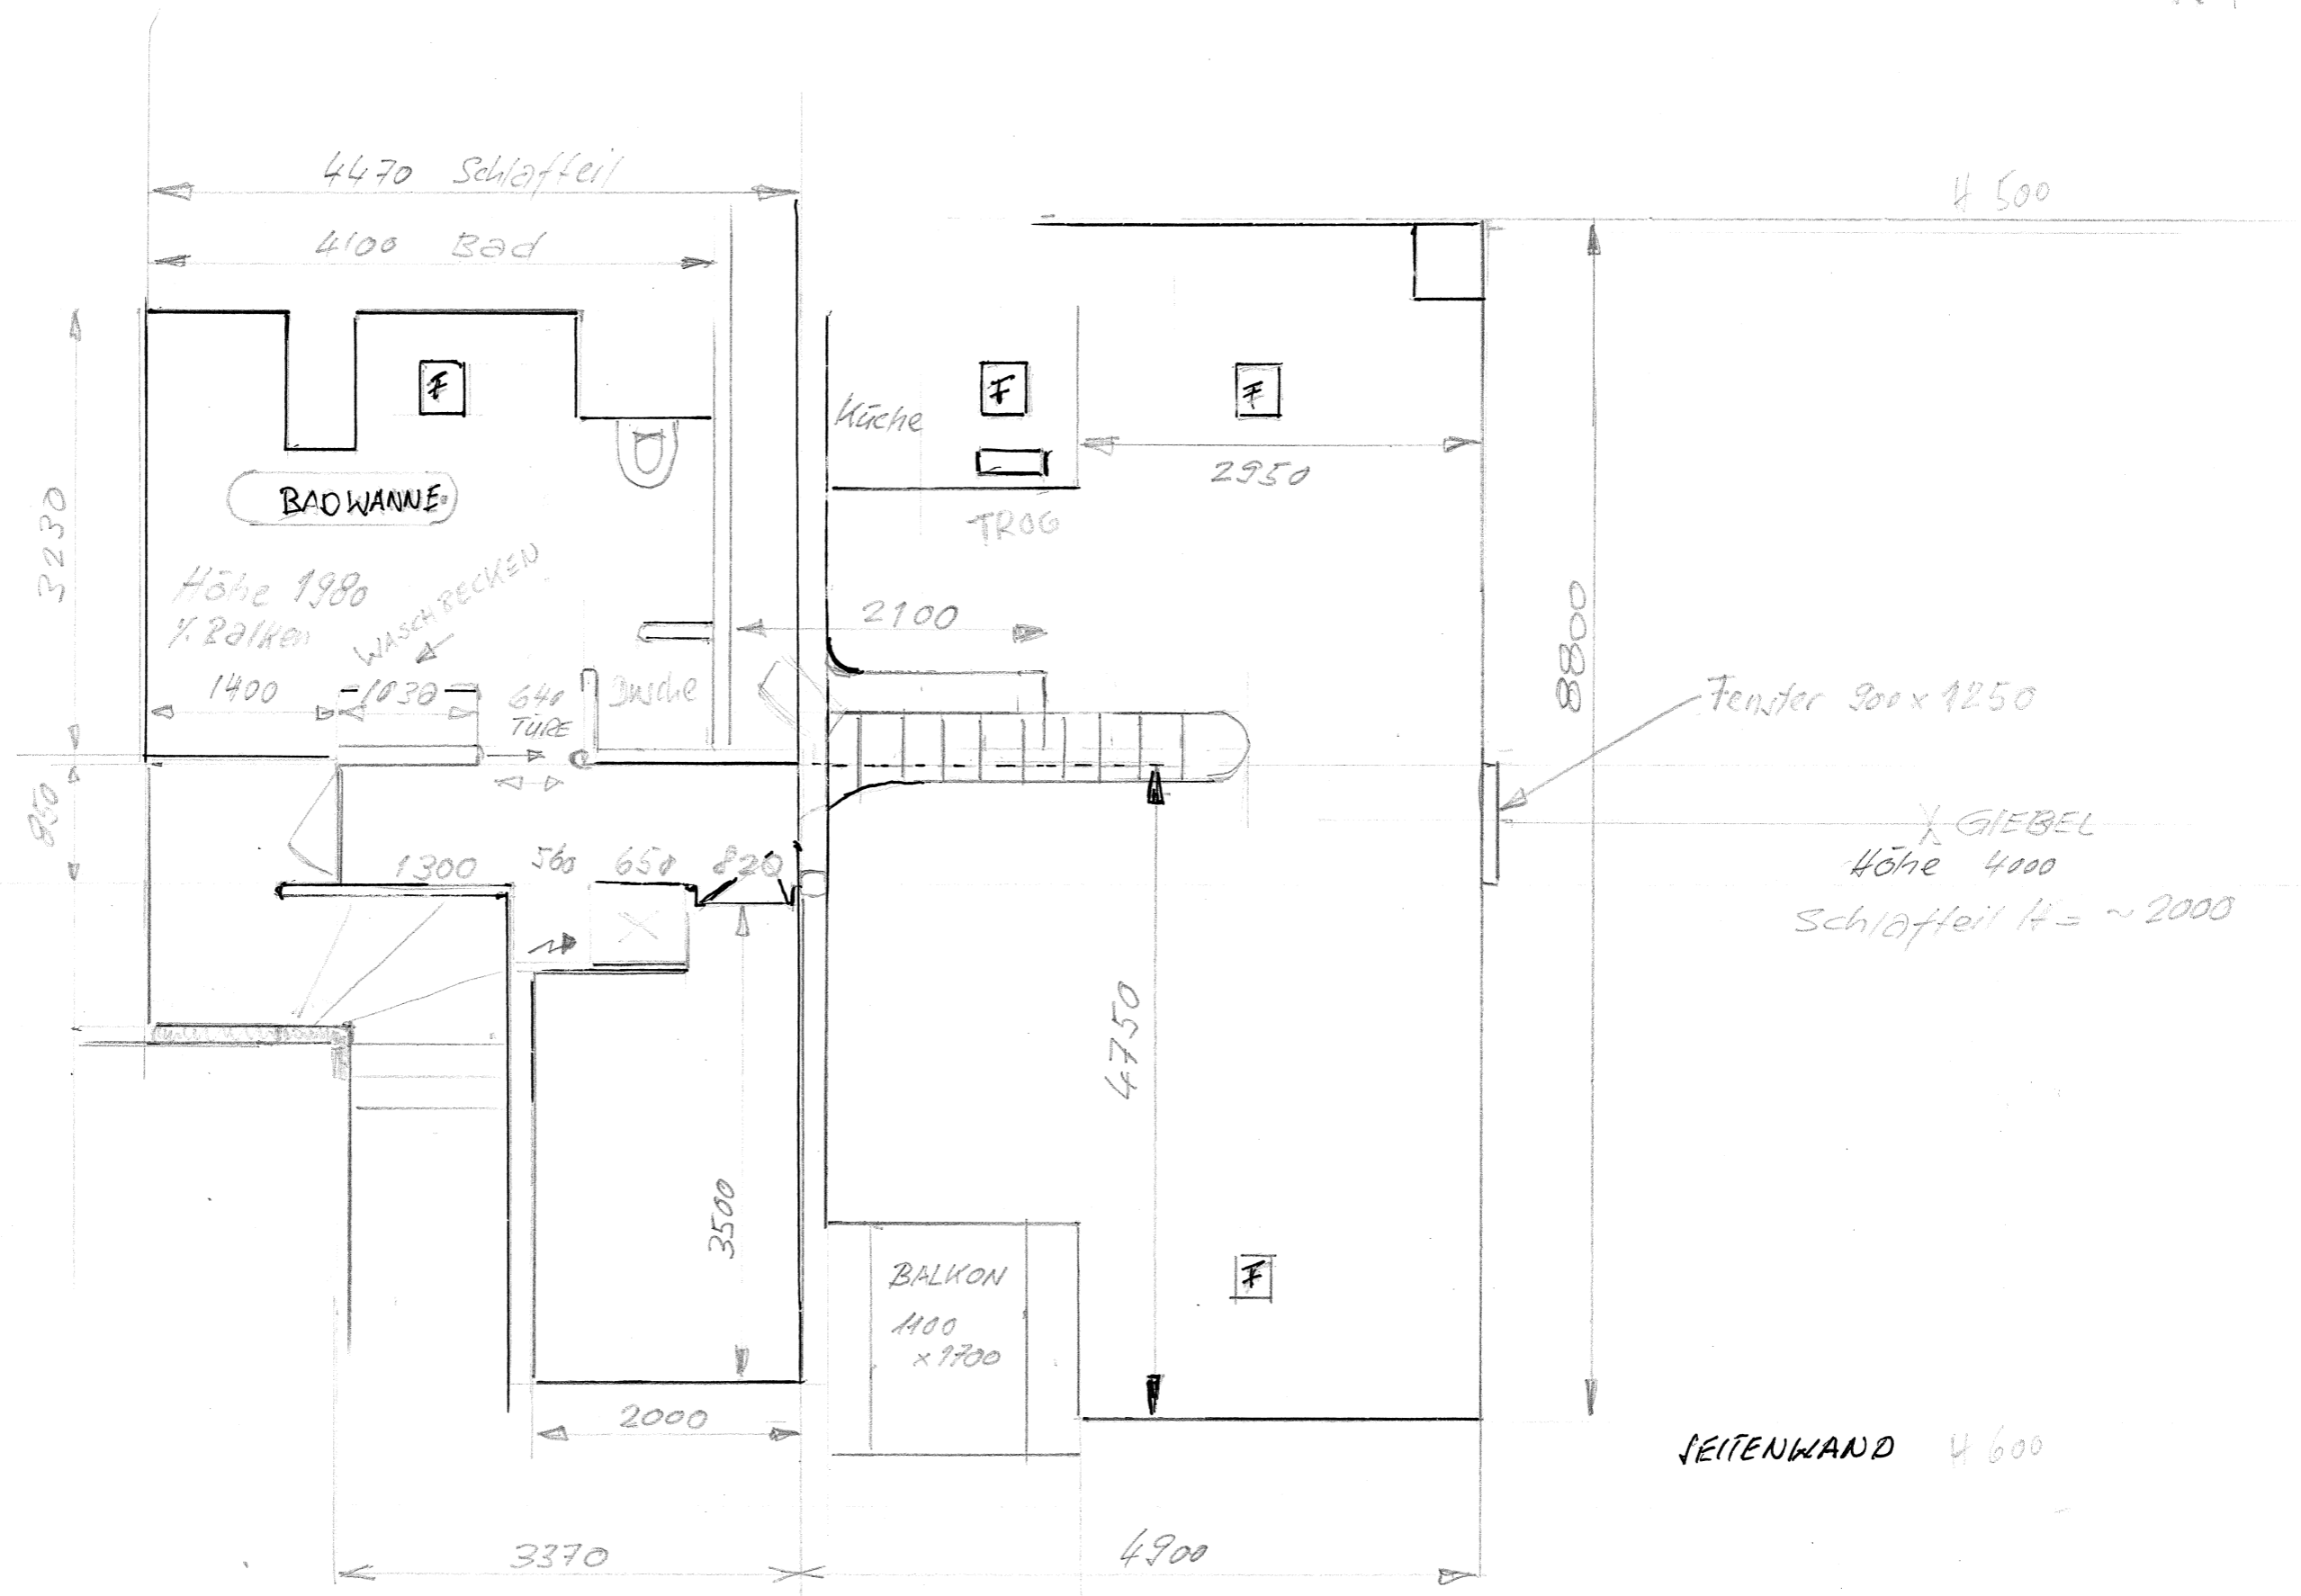 4470 Schlafteil
H 500
4100 Bad
F
F
F
Küche
2950
BADWANNE
TROG
3230
Höhe 1980
WASCHBECKEN
Balken
2100
8800
1400
1030
640
TÜRE
Dusche
Fenster 900 x 1250
850
GIEBEL
1300
560
650
820
Höhe 4000
Schlafteil H = ~ 2000
4750
3500
BALKON
1100
x 1700
F
2000
SEITENWAND H 600
3370
4900